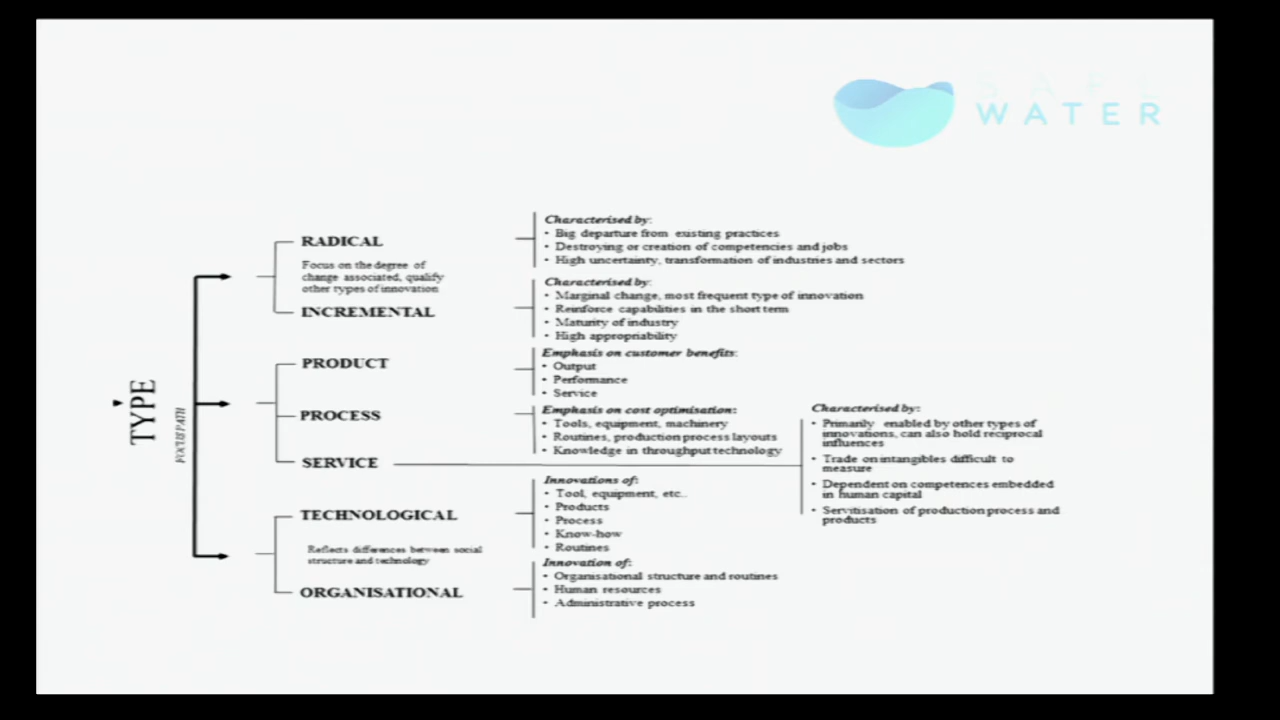 SAFE
WATER
TYPE
FOCUS PATH
RADICAL
Focus on the degree of
change associated, qualify
other types of innovation
INCREMENTAL
Characterised by:
• Big departure from existing practices
• Destroying or creation of competencies and jobs
• High uncertainty, transformation of industries and sectors
Characterised by:
• Marginal change, most frequent type of innovation
• Reinforce capabilities in the short term
• Maturity of industry
• High appropriability
PRODUCT
Emphasis on customer benefits:
• Output
• Performance
• Service
PROCESS
Emphasis on cost optimisation:
• Tools, equipment, machinery
• Routines, production process layouts
• Knowledge in throughput technology
SERVICE
Characterised by:
• Primarily enabled by other types of
innovations, can also hold reciprocal
influences
• Trade on intangibles difficult to
measure
• Dependent on competences embedded
in human capital
• Servitisation of production process and
products
TECHNOLOGICAL
Reflects differences between social
structure and technology
ORGANISATIONAL
Innovations of:
• Tool, equipment, etc..
• Products
• Process
• Know-how
• Routines
Innovation of:
• Organisational structure and routines
• Human resources
• Administrative process